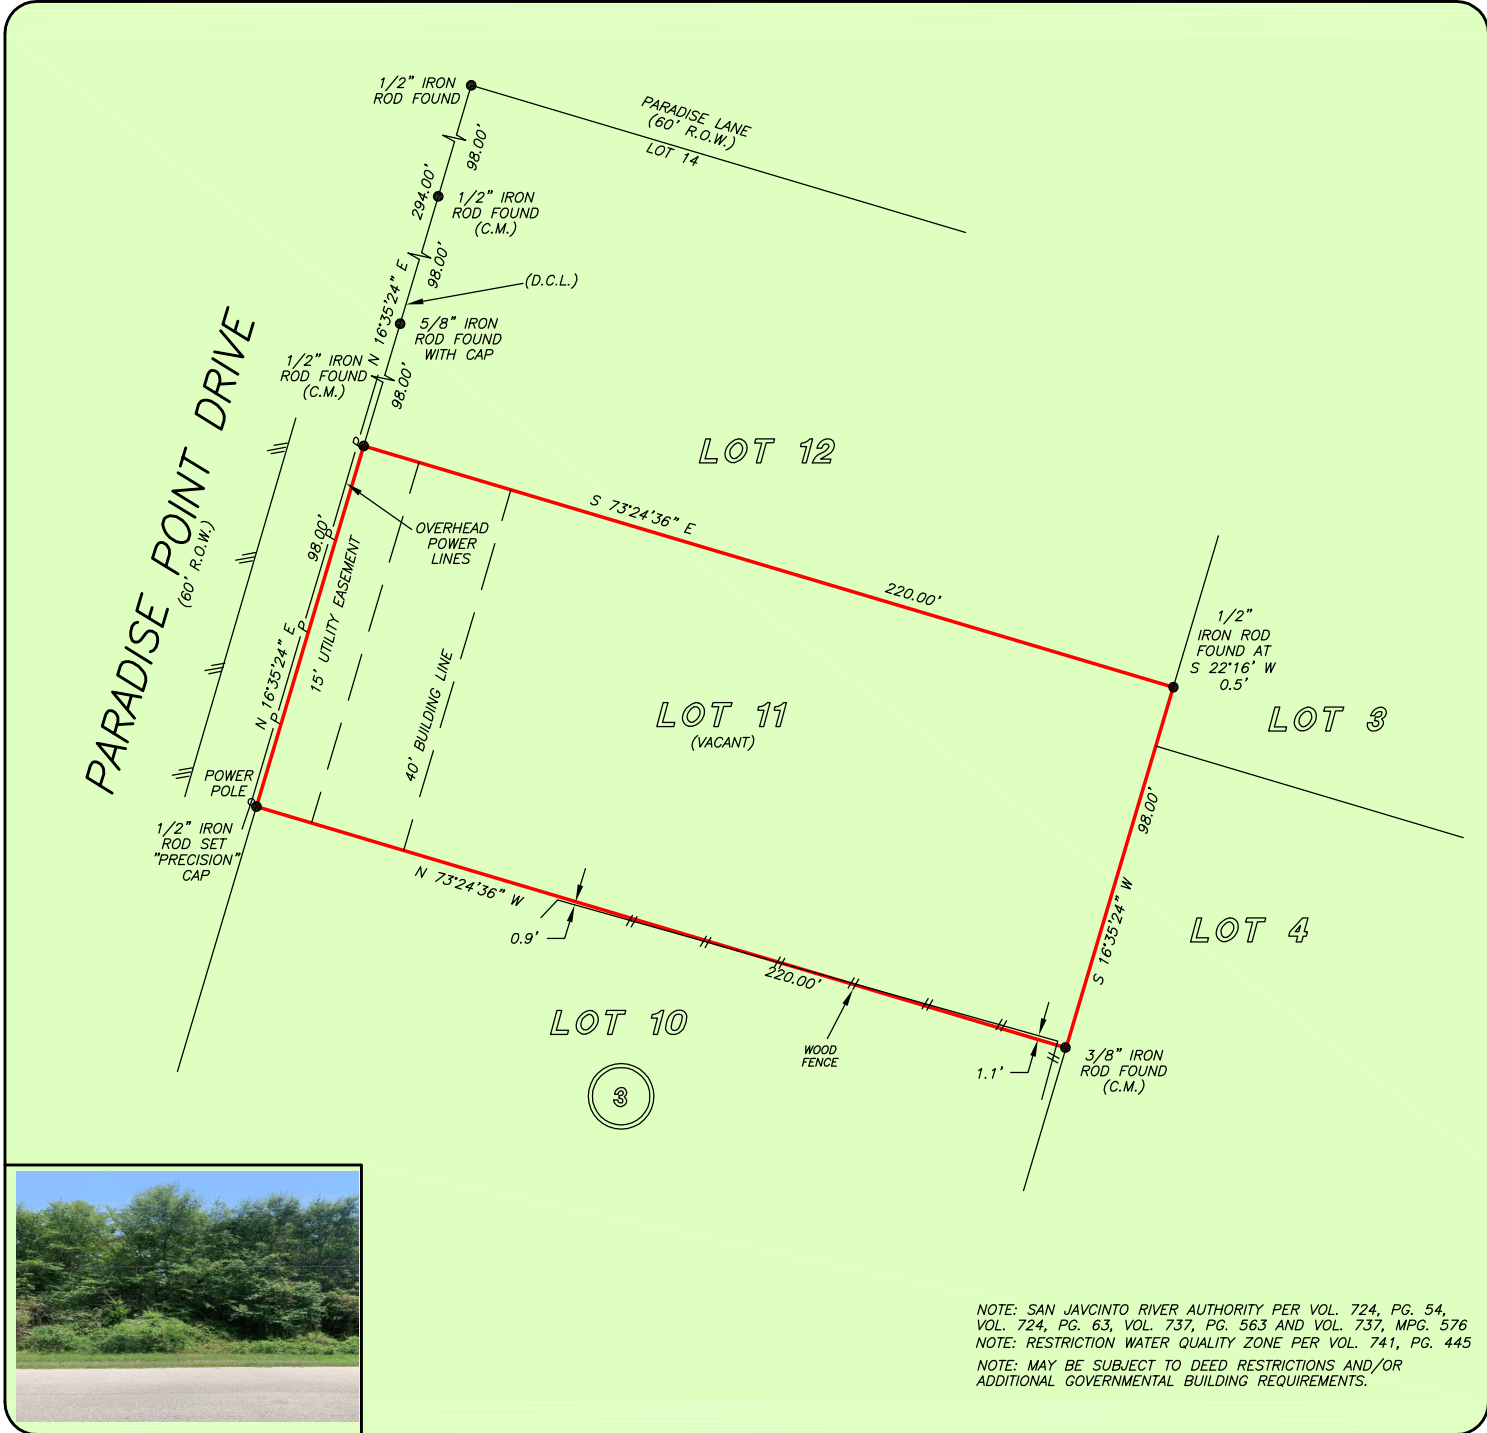 1/2" IRON
ROD FOUND
PARADISE LANE
(60' R.O.W.)
LOT 14
98.00'
294.00'
1/2" IRON
ROD FOUND
(C.M.)
98.00'
N 16°35'24" E
(D.C.L.)
5/8" IRON
ROD FOUND
WITH CAP
1/2" IRON
ROD FOUND
(C.M.)
98.00'
PARADISE POINT DRIVE
(60' R.O.W.)
LOT 12
P
S 73°24'36" E
220.00'
OVERHEAD
POWER
LINES
98.00'
P
15' UTILITY EASEMENT
P
N 16°35'24" E
P
40' BUILDING LINE
1/2"
IRON ROD
FOUND AT
S 22°16' W
0.5'
LOT 11
(VACANT)
LOT 3
POWER
POLE
1/2" IRON
ROD SET
"PRECISION"
CAP
98.00'
S 16°35'24" W
N 73°24'36" W
0.9'
220.00'
LOT 4
LOT 10
3
WOOD
FENCE
1.1'
3/8" IRON
ROD FOUND
(C.M.)
NOTE: SAN JAVCINTO RIVER AUTHORITY PER VOL. 724, PG. 54,
VOL. 724, PG. 63, VOL. 737, PG. 563 AND VOL. 737, MPG. 576
NOTE: RESTRICTION WATER QUALITY ZONE PER VOL. 741, PG. 445
NOTE: MAY BE SUBJECT TO DEED RESTRICTIONS AND/OR
ADDITIONAL GOVERNMENTAL BUILDING REQUIREMENTS.